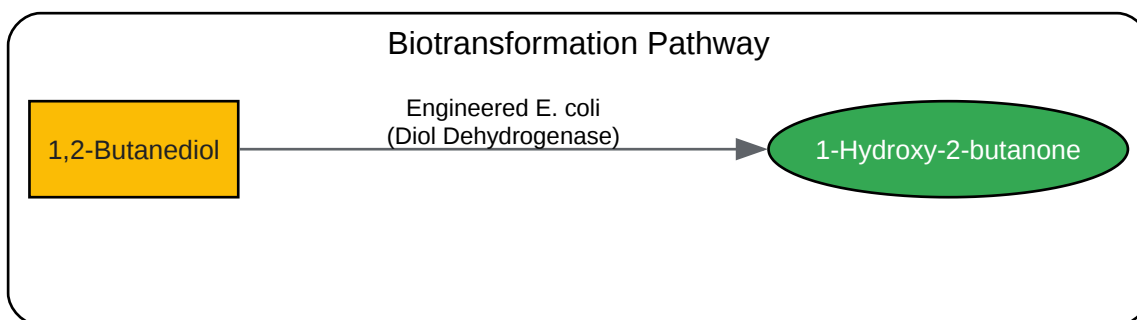 Biotransformation Pathway
Engineered E. coli
(Diol Dehydrogenase)
1,2-Butanediol
1-Hydroxy-2-butanone